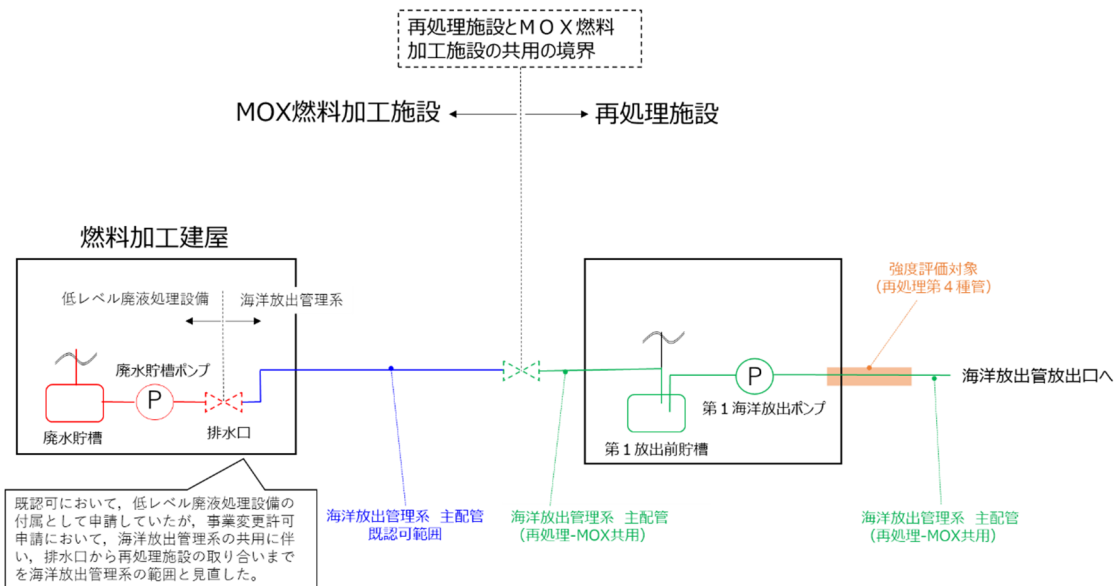 再処理施設とＭＯＸ燃料
加工施設の共用の境界
MOX燃料加工施設
再処理施設
燃料加工建屋
低レベル廃液処理設備
海洋放出管理系
廃水貯槽ポンプ
P
廃水貯槽
排水口
強度評価対象
（再処理第４種管）
P
海洋放出管放出口へ
第１海洋放出ポンプ
第１放出前貯槽
既認可において，低レベル廃液処理設備の
付属として申請していたが，事業変更許可
申請において，海洋放出管理系の共用に伴
い，排水口から再処理施設の取り合いまで
を海洋放出管理系の範囲と見直した。
海洋放出管理系　主配管
既認可範囲
海洋放出管理系　主配管
（再処理-MOX共用）
海洋放出管理系　主配管
（再処理-MOX共用）